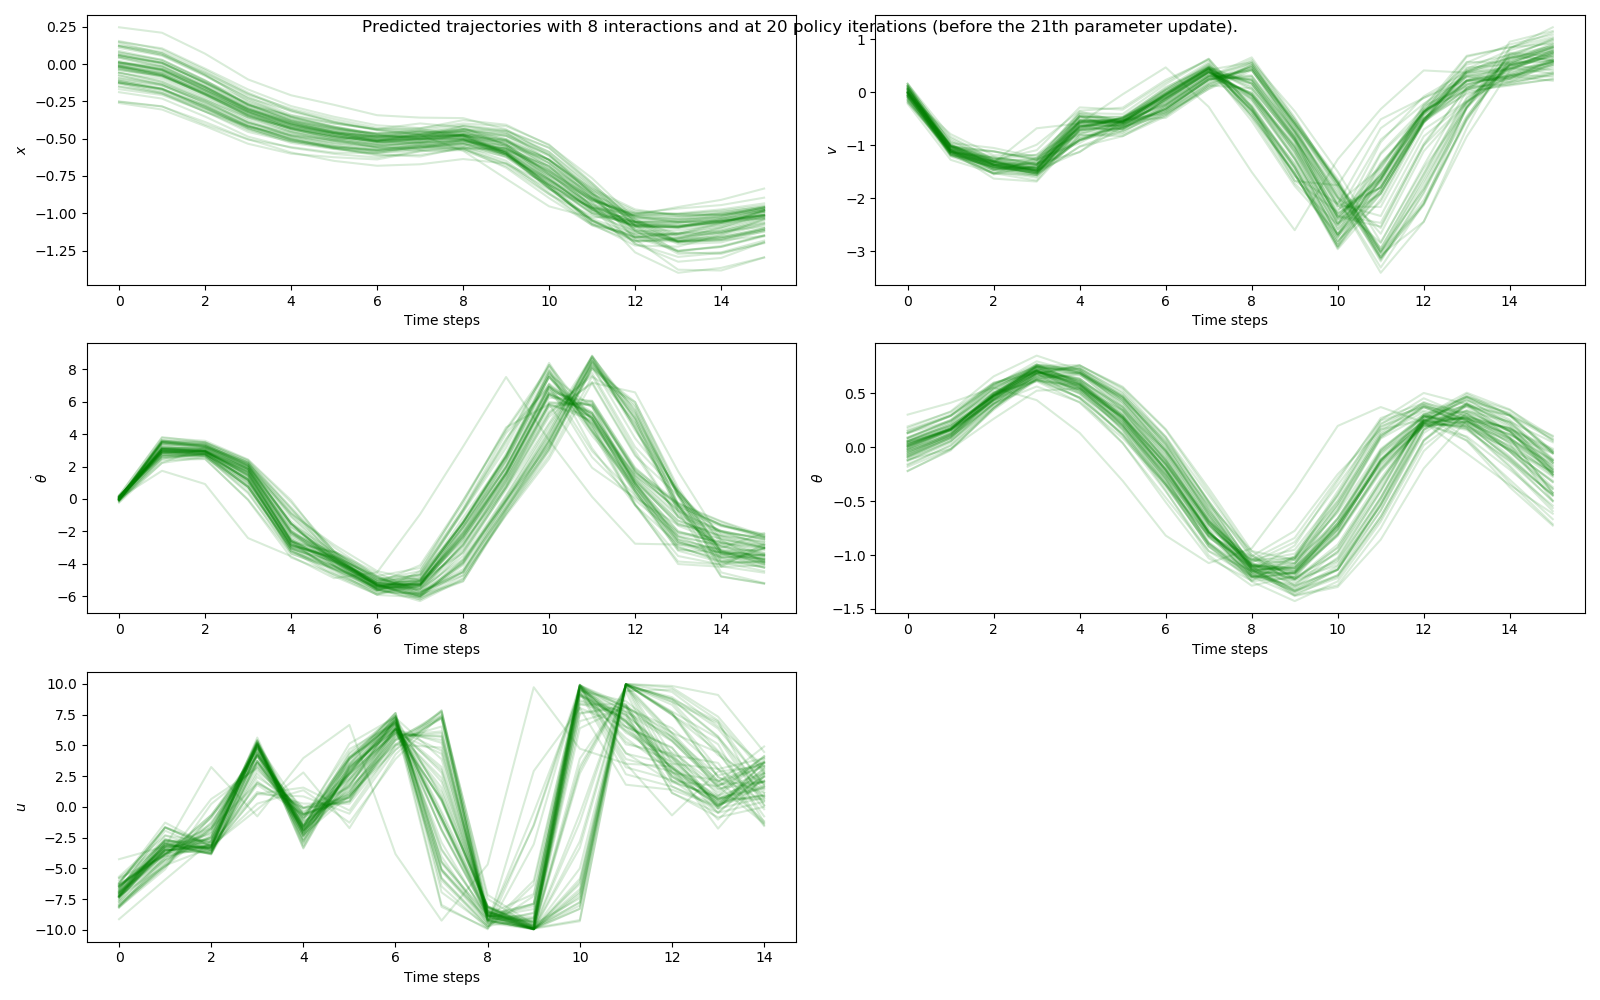 Predicted trajectories with 8 interactions and at 20 policy iterations (before the 21th parameter update).
0.25
0.00
−0.25
−0.50
−0.75
−1.00
−1.25
x
0 2 4 6 8 10 12 14
Time steps
1
0
−1
−2
−3
v
0 2 4 6 8 10 12 14
Time steps
8
6
4
2
0
−2
−4
−6
θ̇
0 2 4 6 8 10 12 14
Time steps
0.5
0.0
−0.5
−1.0
−1.5
θ
0 2 4 6 8 10 12 14
Time steps
10.0
7.5
5.0
2.5
0.0
−2.5
−5.0
−7.5
−10.0
u
0 2 4 6 8 10 12 14
Time steps